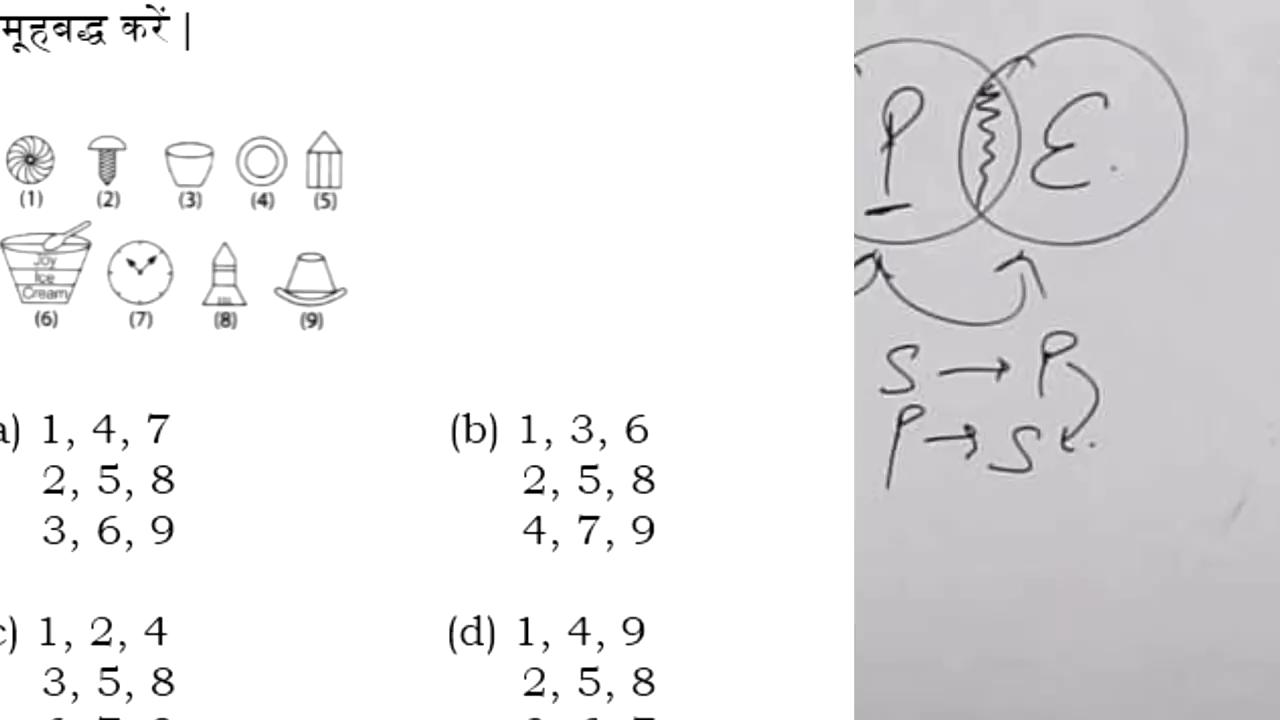 मूहबद्ध करें |
(1) (2) (3) (4) (5)
Joy
Ice
Cream
(6) (7) (8) (9)
a) 1, 4, 7
2, 5, 8
3, 6, 9
(b) 1, 3, 6
2, 5, 8
4, 7, 9
c) 1, 2, 4
3, 5, 8
(d) 1, 4, 9
2, 5, 8
P E
S → P
P → S